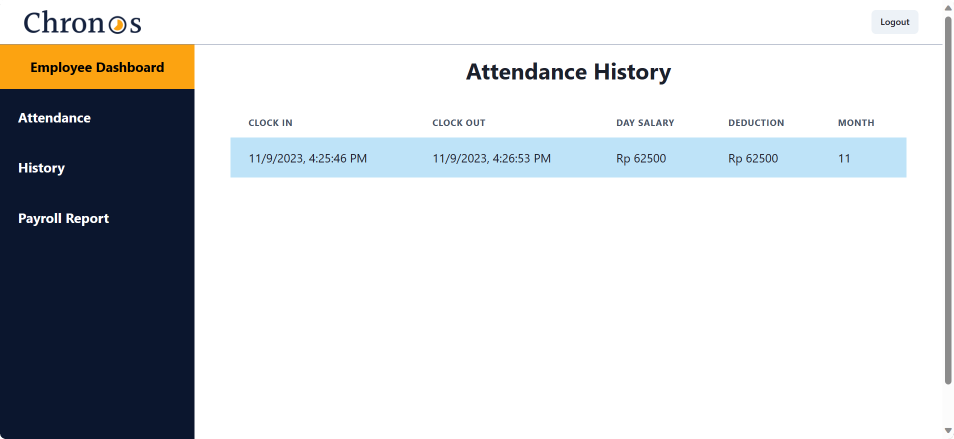 Chronos
Logout
Employee Dashboard
Attendance
History
Payroll Report
Attendance History
CLOCK IN CLOCK OUT DAY SALARY DEDUCTION MONTH
11/9/2023, 4:25:46 PM 11/9/2023, 4:26:53 PM Rp 62500 Rp 62500 11